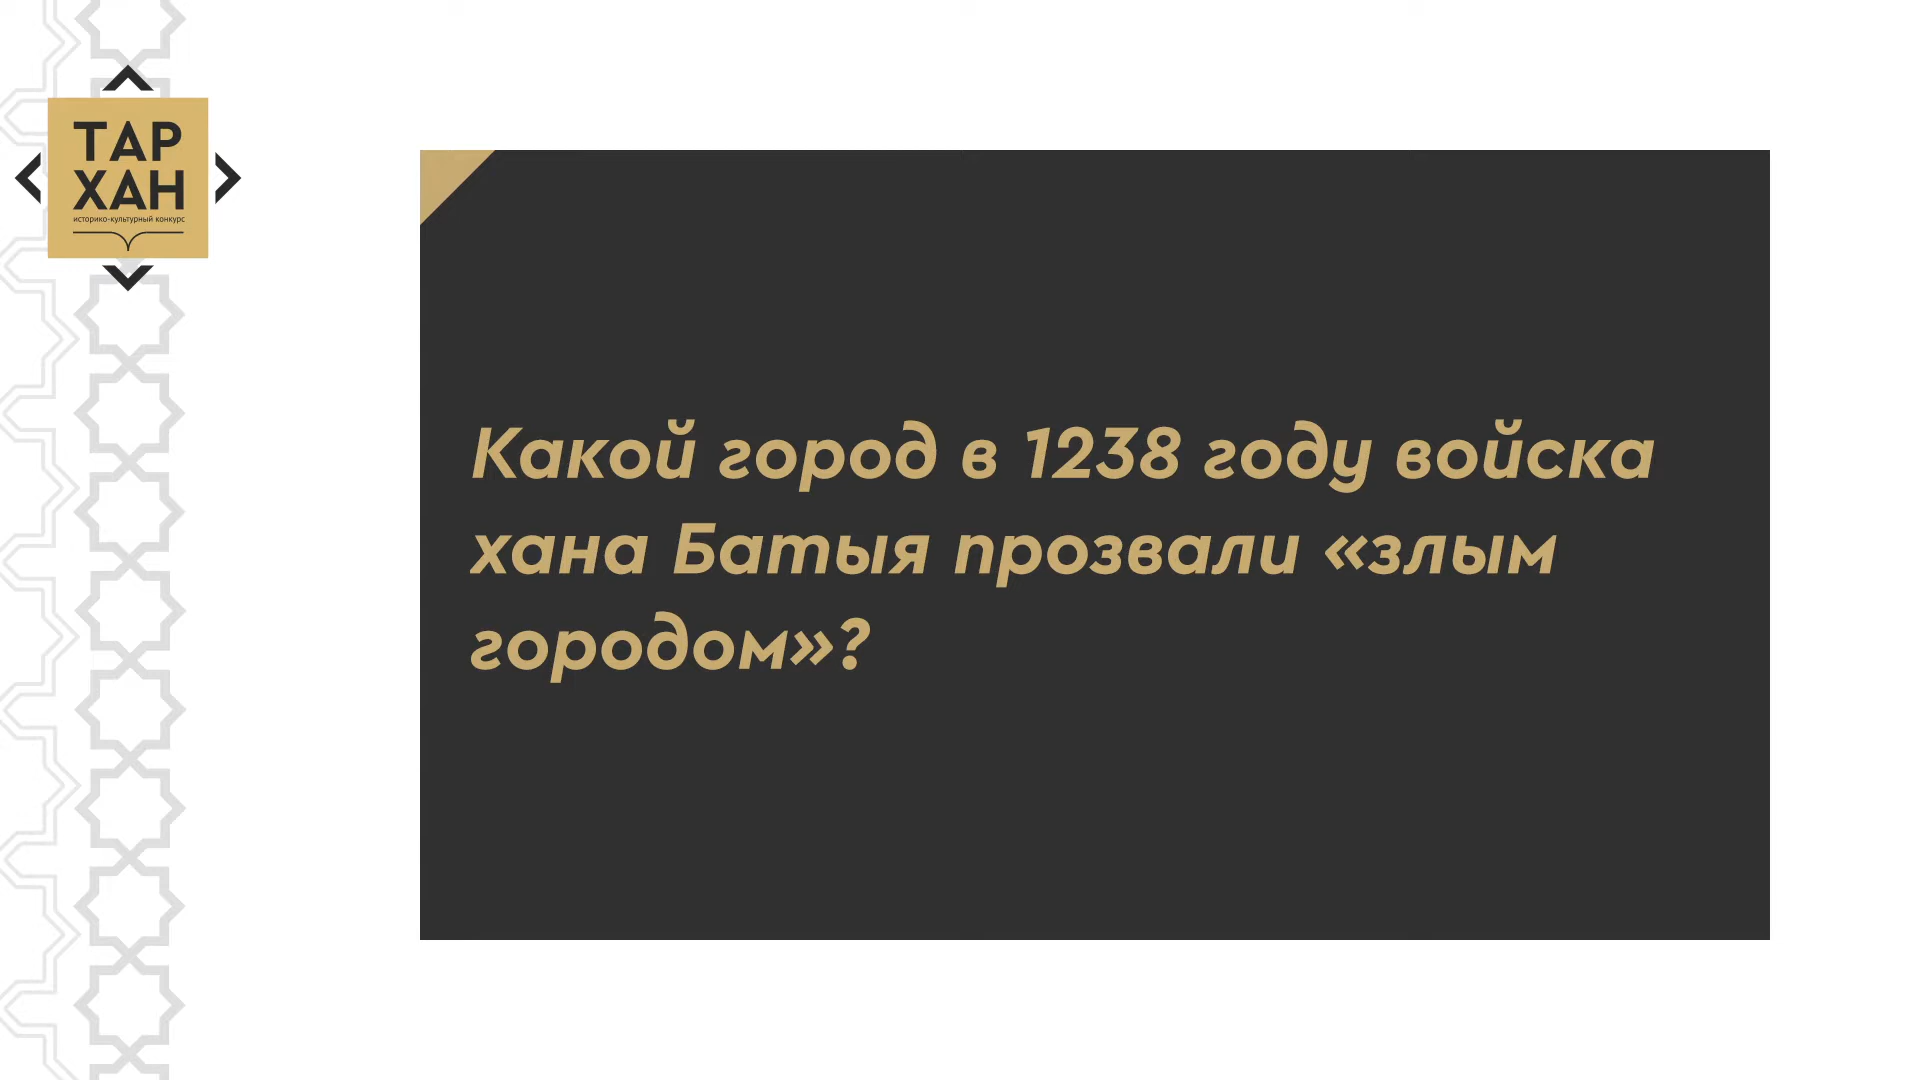 ТАР
ХАН
историко-культурный конкурс
Какой город в 1238 году войска
хана Батыя прозвали «злым
городом»?